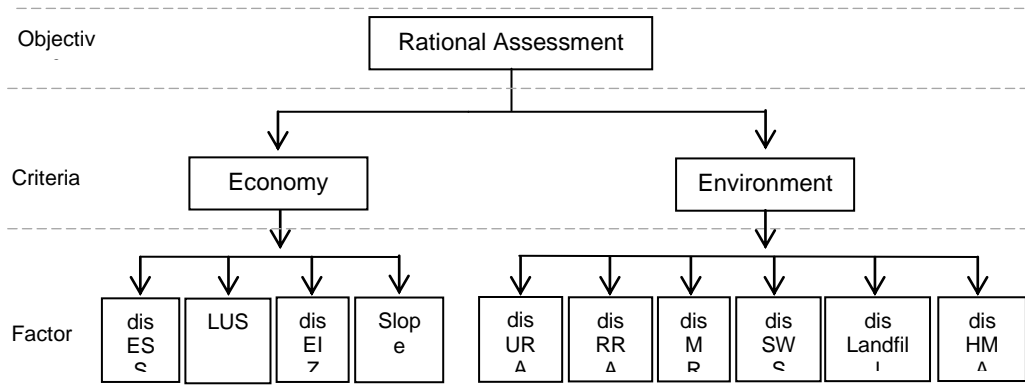 Objectiv
Rational Assessment
Criteria
Economy
Environment
Factor
dis
ES
S
LUS
dis
EI
Z
Slop
e
dis
UR
A
dis
RR
A
dis
M
R
dis
SW
S
dis
Landfil
l
dis
HM
A